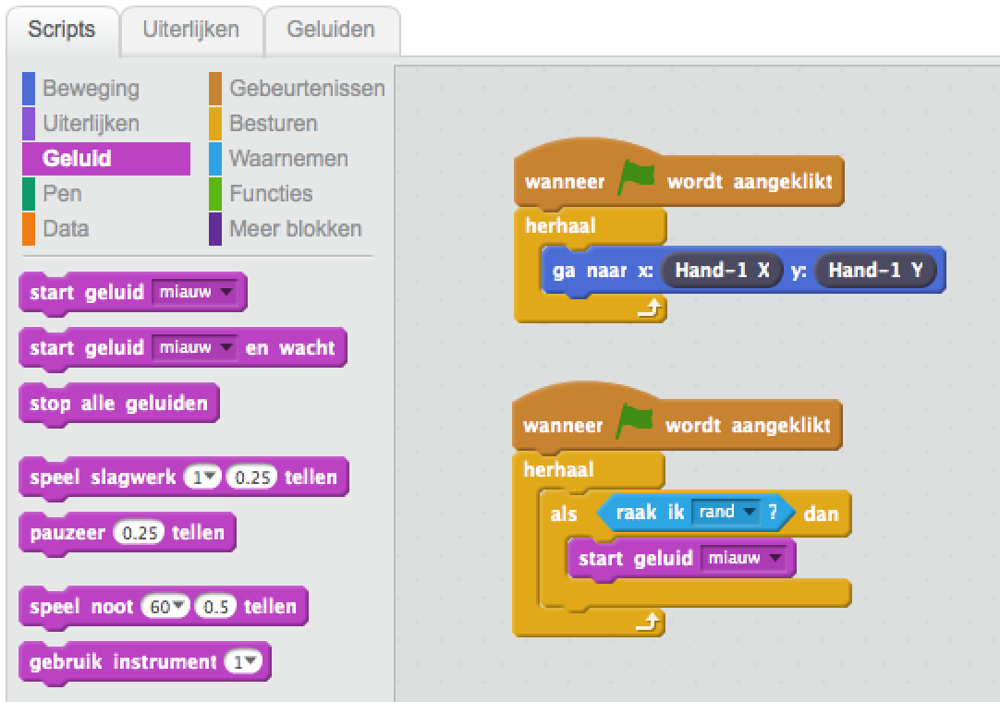 Scripts
Uiterlijken
Geluiden
Beweging
Uiterlijken
Geluid
Pen
Data
Gebeurtenissen
Besturen
Waarnemen
Functies
Meer blokken
start geluid miauw
start geluid miauw en wacht
stop alle geluiden
speel slagwerk 1 0.25 tellen
pauzeer 0.25 tellen
speel noot 60 0.5 tellen
gebruik instrument 1
wanneer wordt aangeklikt
herhaal
ga naar x: Hand-1 X y: Hand-1 Y
wanneer wordt aangeklikt
herhaal
als raak ik rand ? dan
start geluid miauw